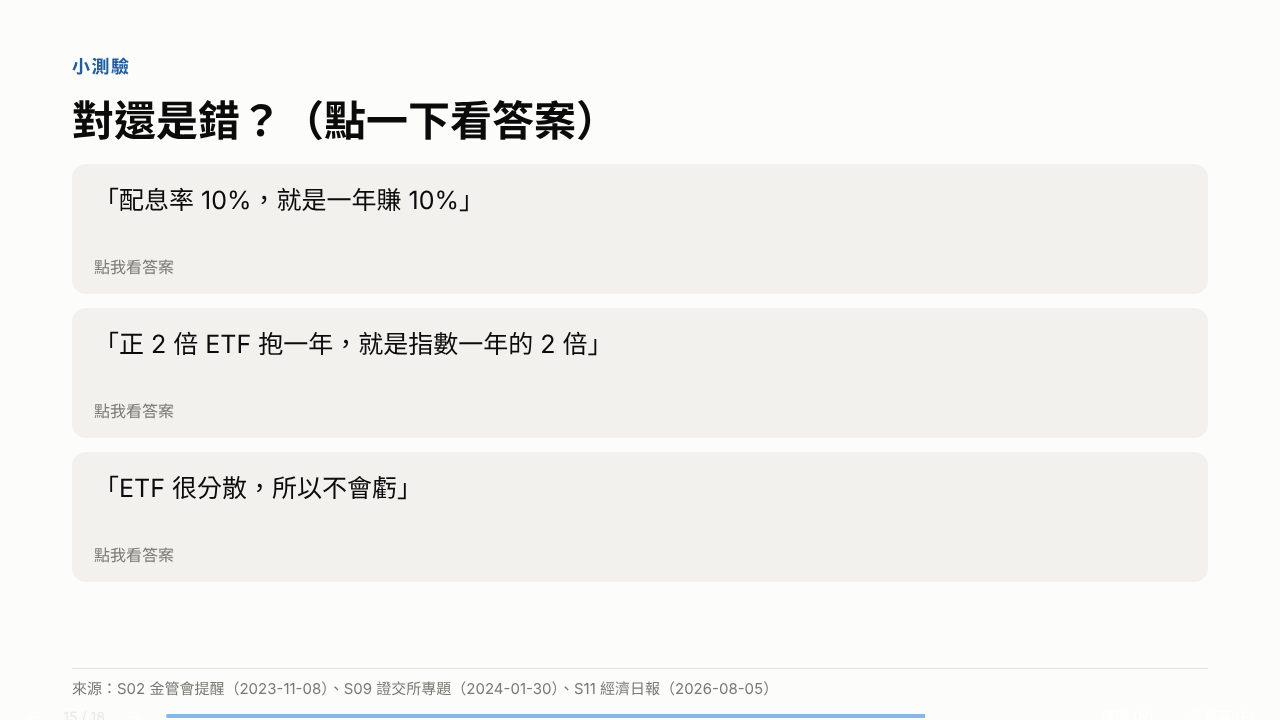 小測驗
對還是錯？（點一下看答案）
「配息率 10%，就是一年賺 10%」
點我看答案
「正 2 倍 ETF 抱一年，就是指數一年的 2 倍」
點我看答案
「ETF 很分散，所以不會虧」
點我看答案
來源：S02 金管會提醒（2023-11-08）、S09 證交所專題（2024-01-30）、S11 經濟日報（2026-08-05）
15 / 18